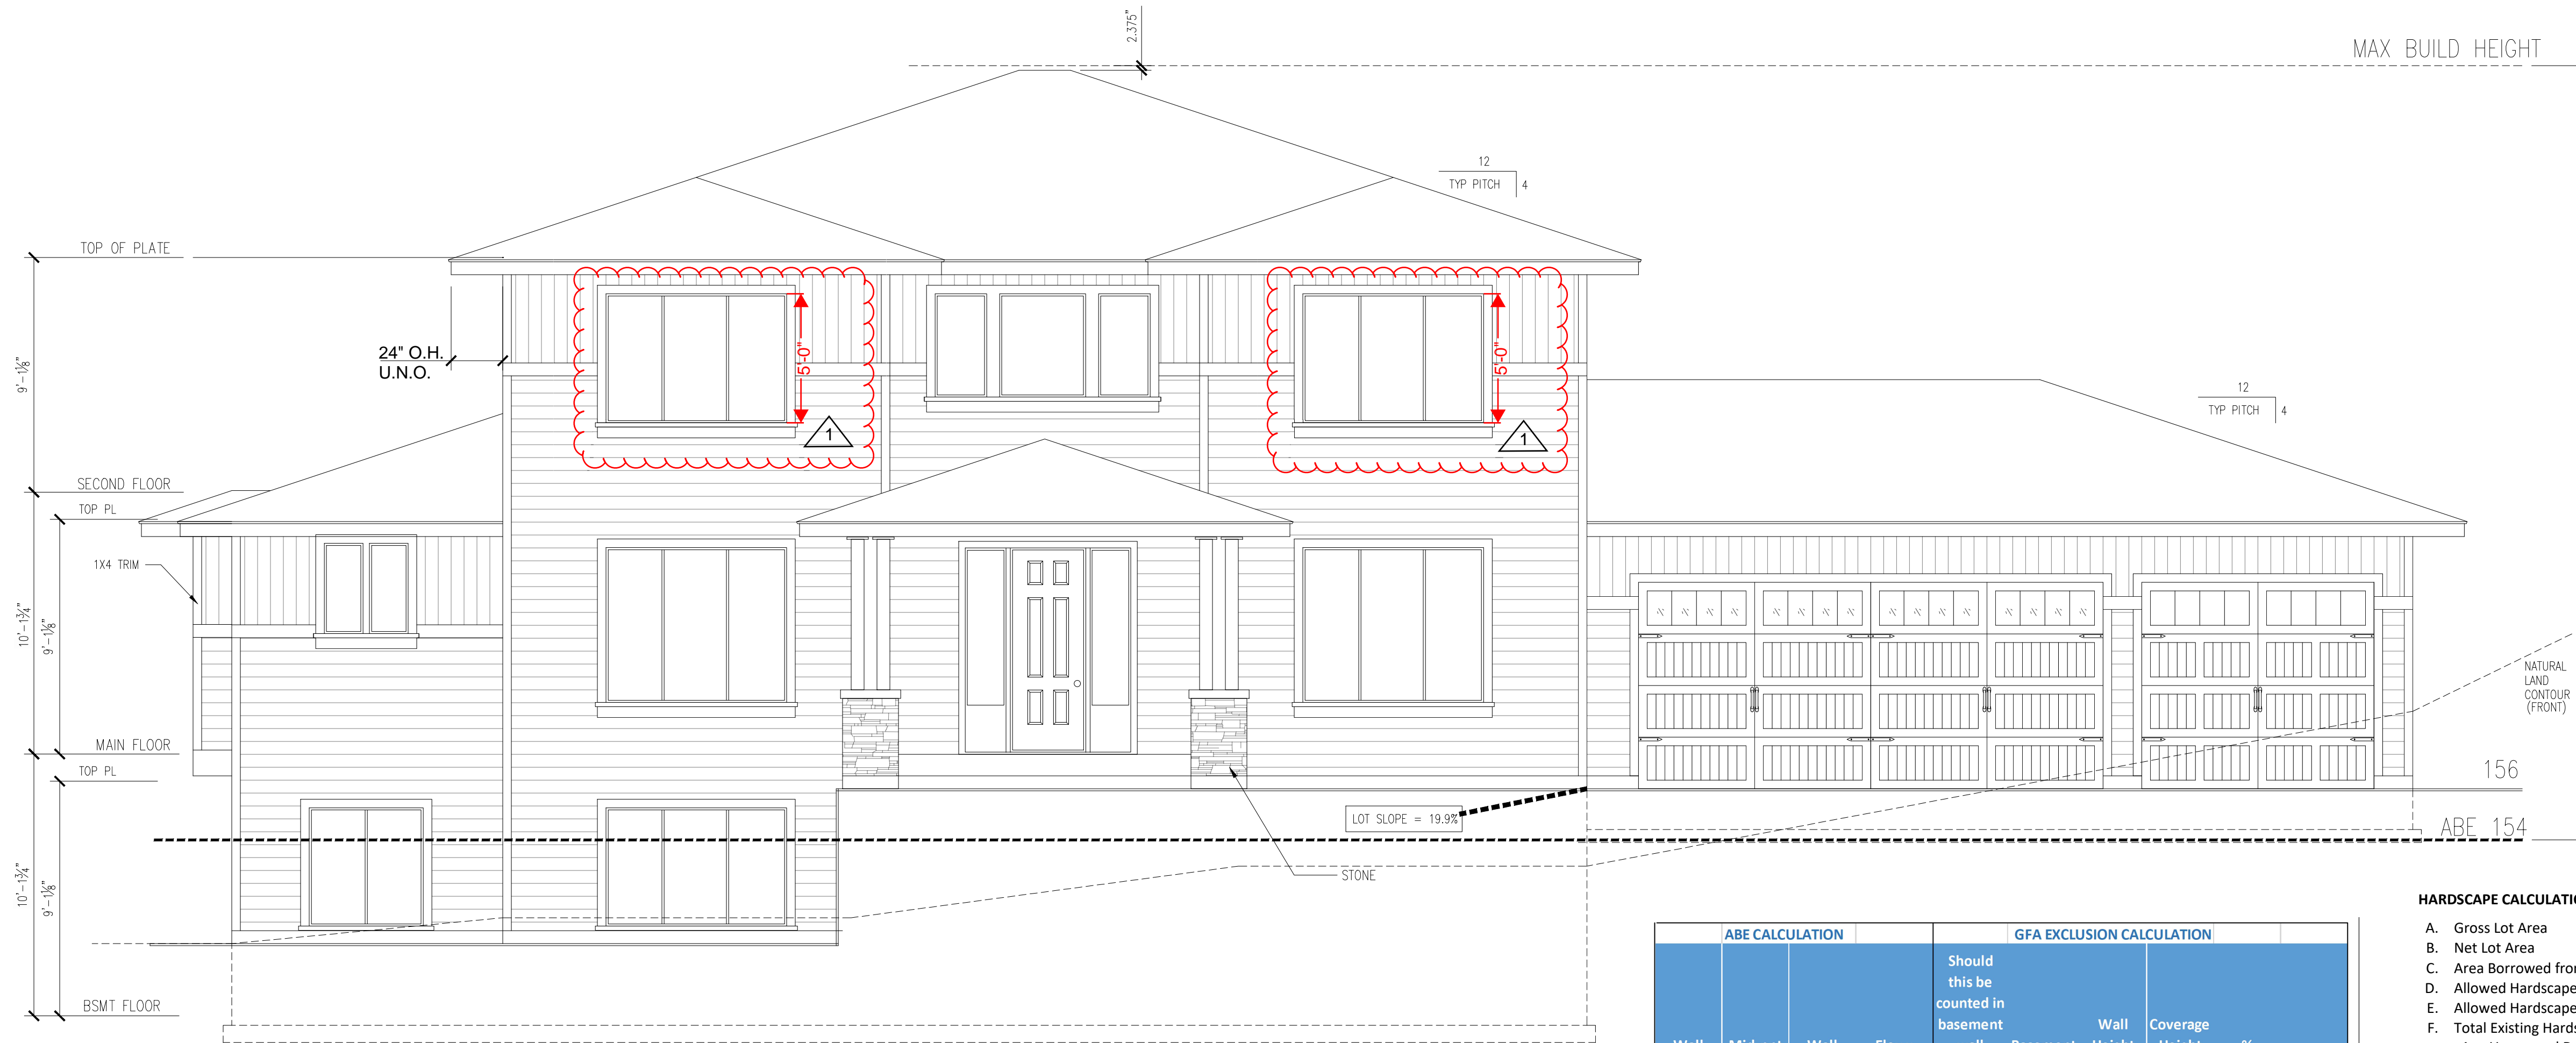 2.375"
MAX BUILD HEIGHT
12
TYP PITCH 4
TOP OF PLATE
24" O.H.
U.N.O.
9'-1⅛"
5'-0"
5'-0"
1
1
12
TYP PITCH 4
SECOND FLOOR
TOP PL
1X4 TRIM
10'-1¾"
9'-1⅛"
NATURAL
LAND
CONTOUR
(FRONT)
MAIN FLOOR
TOP PL
156
LOT SLOPE = 19.9%
ABE 154
STONE
10'-1¾"
9'-1⅛"
BSMT FLOOR
HARDSCAPE CALCULATIO
A. Gross Lot Area
B. Net Lot Area
C. Area Borrowed fro
D. Allowed Hardscape
E. Allowed Hardscape
F. Total Existing Hards
ABE CALCULATION GFA EXCLUSION CALCULATION
Should
this be
counted in
basement Wall Coverage